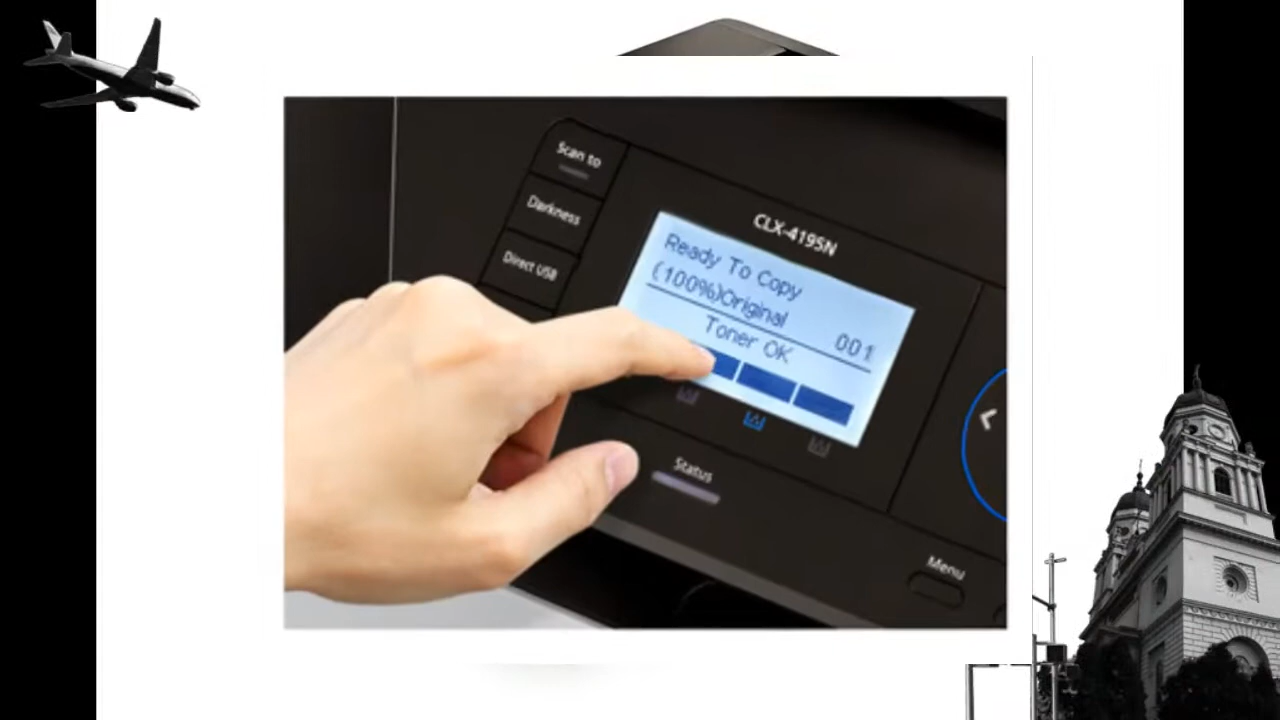 Scan to
Darkness
Direct USB
CLX-4195N
Ready To Copy
(100%)Original 001
Toner OK
Status
Menu